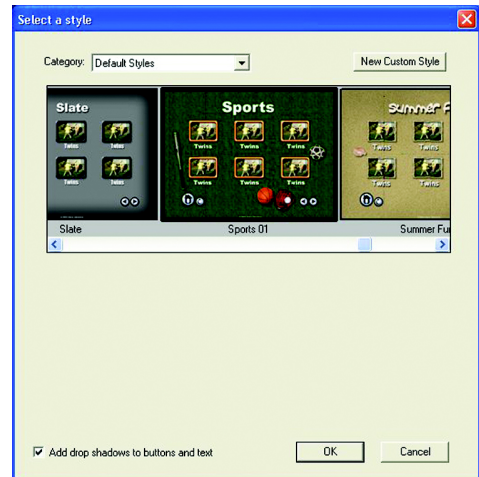 Select a style
Category: Default Styles
New Custom Style
Slate
Twins Twins
Twins Twins
Sports
Twins Twins Twins
Twins Twins Twins
Summer F
Twins Twins
Twins Twins
Slate
Sports 01
Summer Fu
Add drop shadows to buttons and text
OK
Cancel